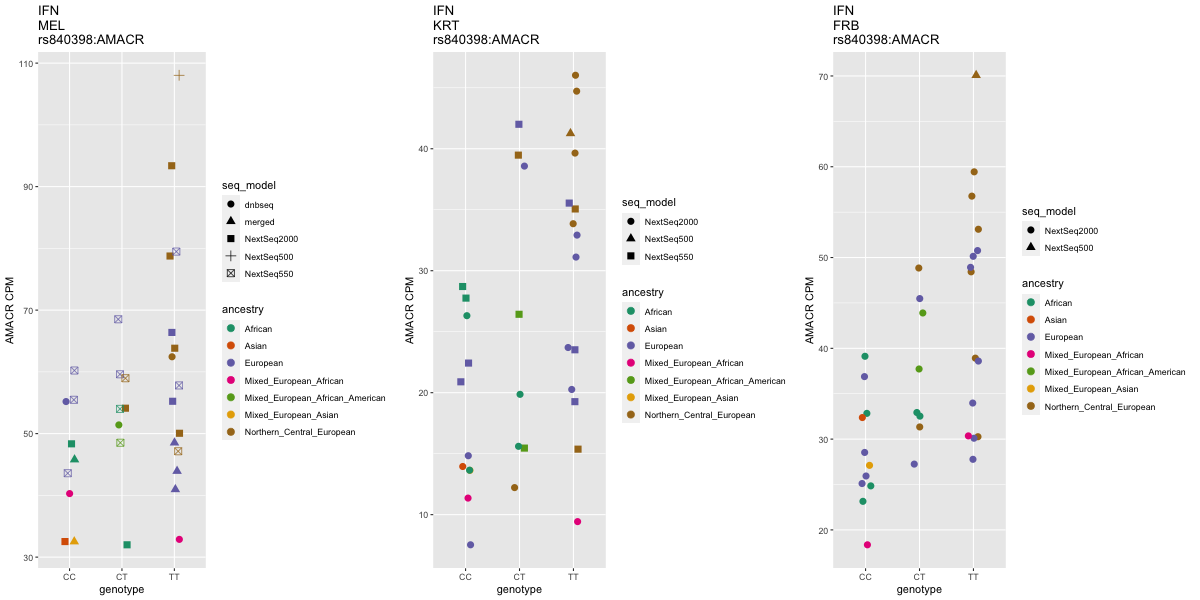 IFN
MEL
rs840398:AMACR
AMACR CPM
110
90
70
50
30
CC
CT
TT
genotype
seq_model
dnbseq
merged
NextSeq2000
NextSeq500
NextSeq550
ancestry
African
Asian
European
Mixed_European_African
Mixed_European_African_American
Mixed_European_Asian
Northern_Central_European
IFN
KRT
rs840398:AMACR
AMACR CPM
40
30
20
10
CC
CT
TT
genotype
seq_model
NextSeq2000
NextSeq500
NextSeq550
ancestry
African
Asian
European
Mixed_European_African
Mixed_European_African_American
Mixed_European_Asian
Northern_Central_European
IFN
FRB
rs840398:AMACR
AMACR CPM
70
60
50
40
30
20
CC
CT
TT
genotype
seq_model
NextSeq2000
NextSeq500
ancestry
African
Asian
European
Mixed_European_African
Mixed_European_African_American
Mixed_European_Asian
Northern_Central_European